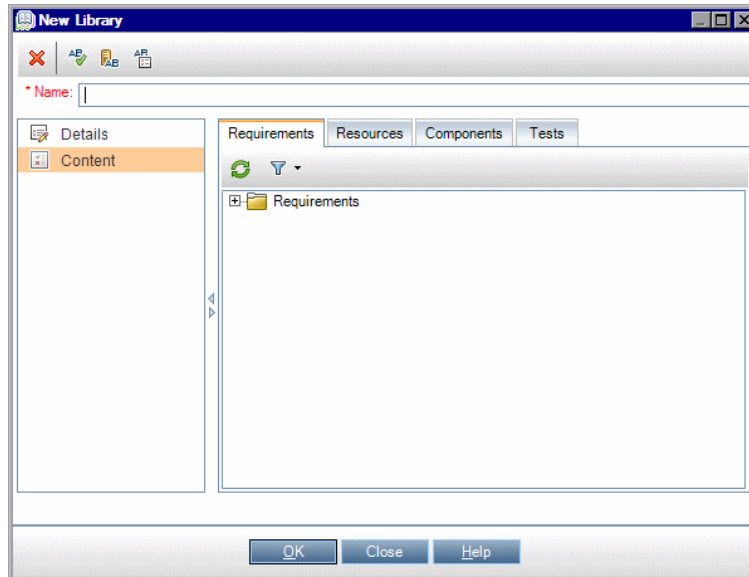 New Library
* Name:
Details
Content
Requirements Resources Components Tests
Requirements
OK Close Help